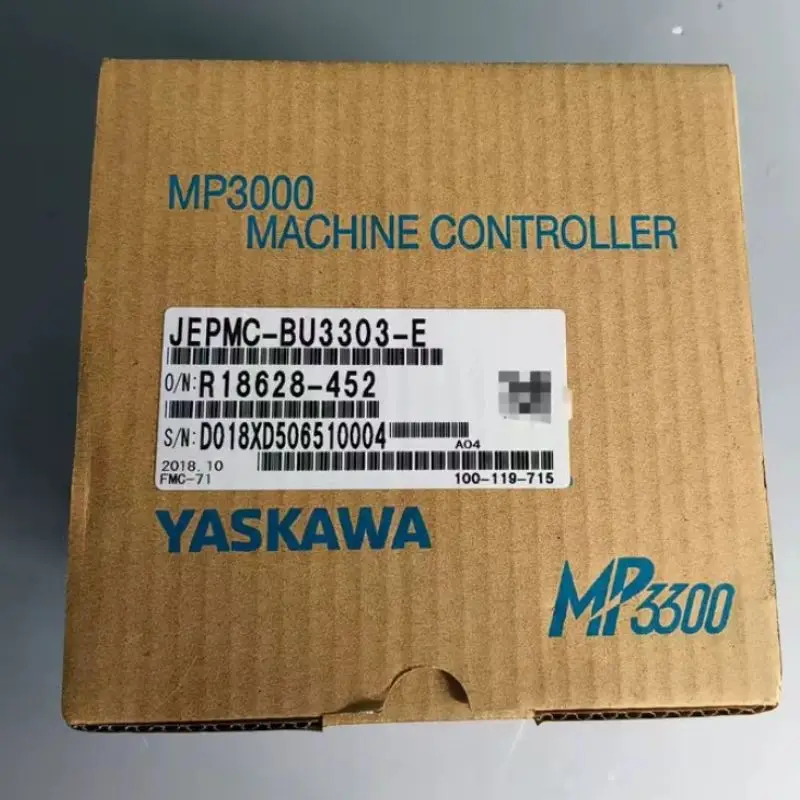 MP3000
MACHINE CONTROLLER
JEPMC-BU3303-E
O/N: R18628-452
S/N: D018XD506510004
A04
2018.10
FMC-71
100-119-715
YASKAWA
MP3300